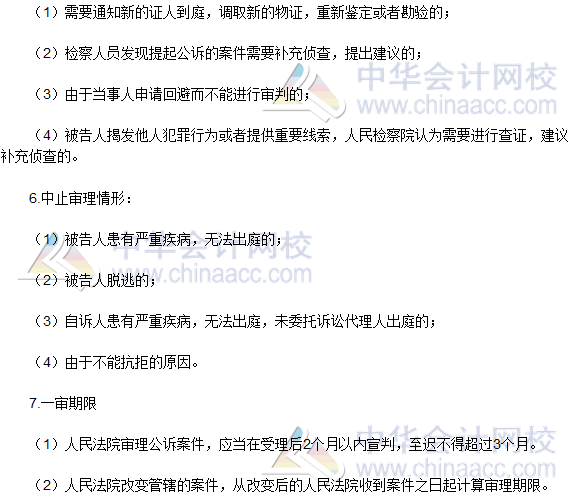 （1）需要通知新的证人到庭，调取新的物证，重新鉴定或者勘验的；
（2）检察人员发现提起公诉的案件需要补充侦查，提出建议的；
中华会计网校
www.chinaacc.com
（3）由于当事人申请回避而不能进行审判的；
（4）被告人揭发他人犯罪行为或者提供重要线索，人民检察院认为需要进行查证，建议
补充侦查的。
6.中止审理情形：
（1）被告人患有严重疾病，无法出庭的；
中华会计网校
www.chinaacc.com
（2）被告人脱逃的；
（3）自诉人患有严重疾病，无法出庭，未委托诉讼代理人出庭的；
（4）由于不能抗拒的原因。
7.一审期限
（1）人民法院审理公诉案件，应当在受理后2个月以内宣判，至迟不得超过3个月。
中华会计网校
www.chinaacc.com
（2）人民法院改变管辖的案件，从改变后的人民法院收到案件之日起计算审理期限。